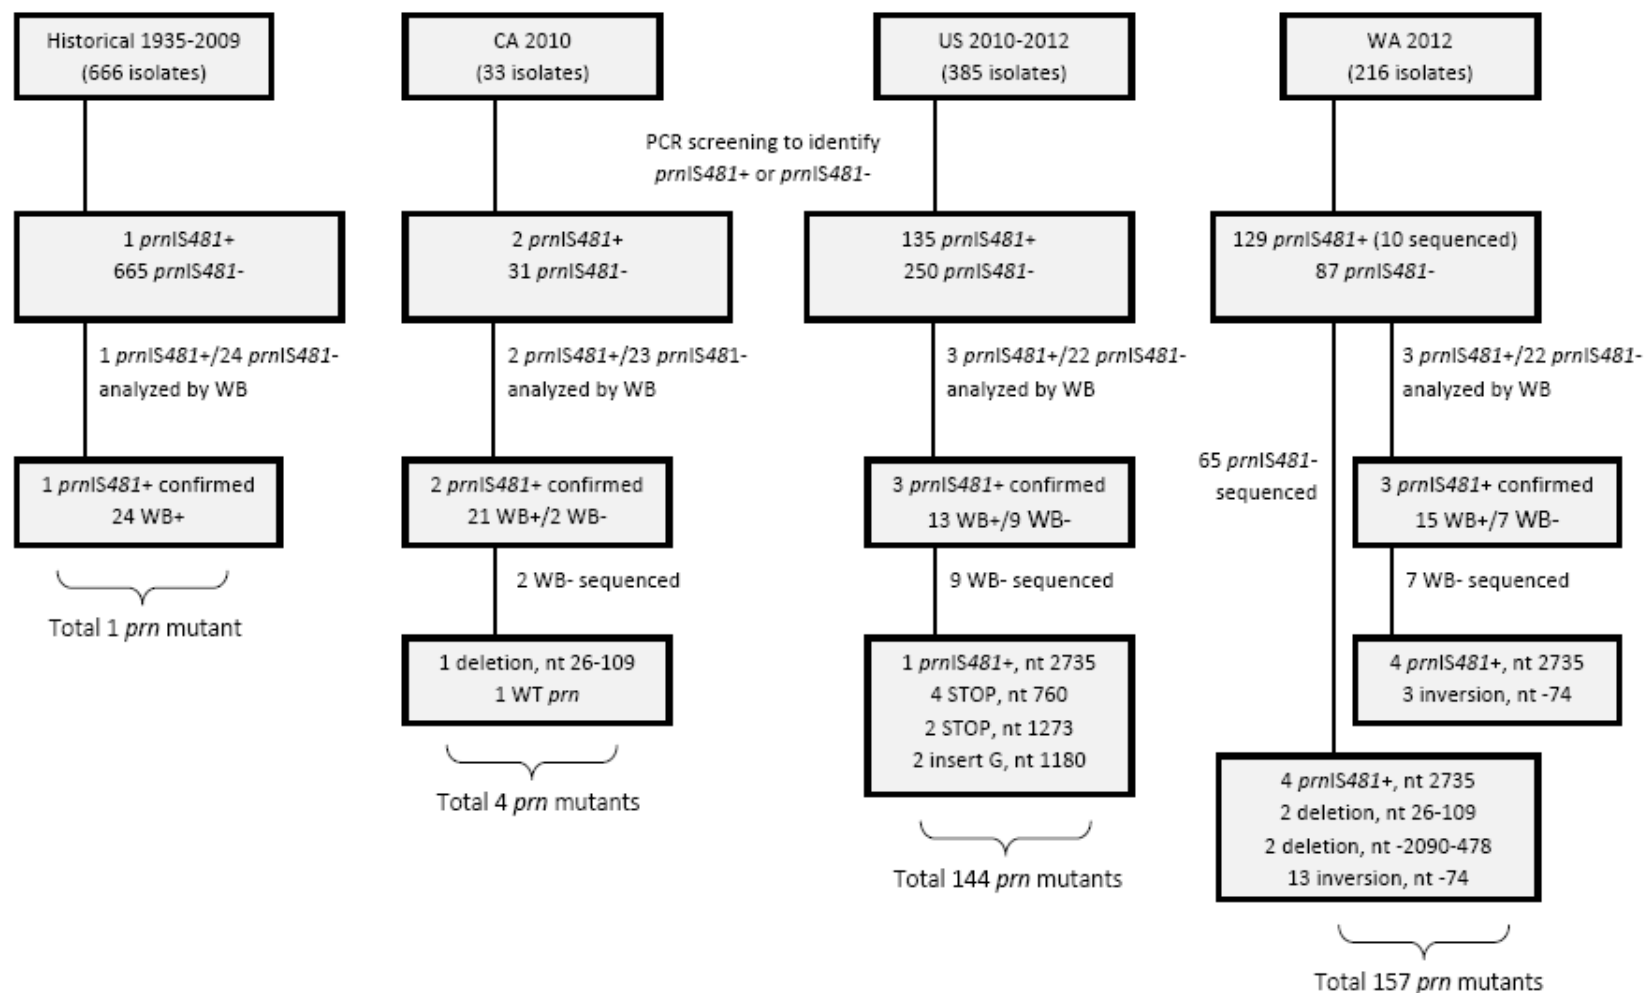 Historical 1935-2009
(666 isolates)
CA 2010
(33 isolates)
US 2010-2012
(385 isolates)
WA 2012
(216 isolates)
PCR screening to identify
prnIS481+ or prnIS481-
1 prnIS481+
665 prnIS481-
2 prnIS481+
31 prnIS481-
135 prnIS481+
250 prnIS481-
129 prnIS481+ (10 sequenced)
87 prnIS481-
1 prnIS481+/24 prnIS481-
analyzed by WB
2 prnIS481+/23 prnIS481-
analyzed by WB
3 prnIS481+/22 prnIS481-
analyzed by WB
3 prnIS481+/22 prnIS481-
analyzed by WB
1 prnIS481+ confirmed
24 WB+
2 prnIS481+ confirmed
21 WB+/2 WB-
3 prnIS481+ confirmed
13 WB+/9 WB-
65 prnIS481-
sequenced
3 prnIS481+ confirmed
15 WB+/7 WB-
Total 1 prn mutant
2 WB- sequenced
9 WB- sequenced
7 WB- sequenced
1 deletion, nt 26-109
1 WT prn
1 prnIS481+, nt 2735
4 STOP, nt 760
2 STOP, nt 1273
2 insert G, nt 1180
4 prnIS481+, nt 2735
3 inversion, nt -74
Total 4 prn mutants
Total 144 prn mutants
4 prnIS481+, nt 2735
2 deletion, nt 26-109
2 deletion, nt -2090-478
13 inversion, nt -74
Total 157 prn mutants